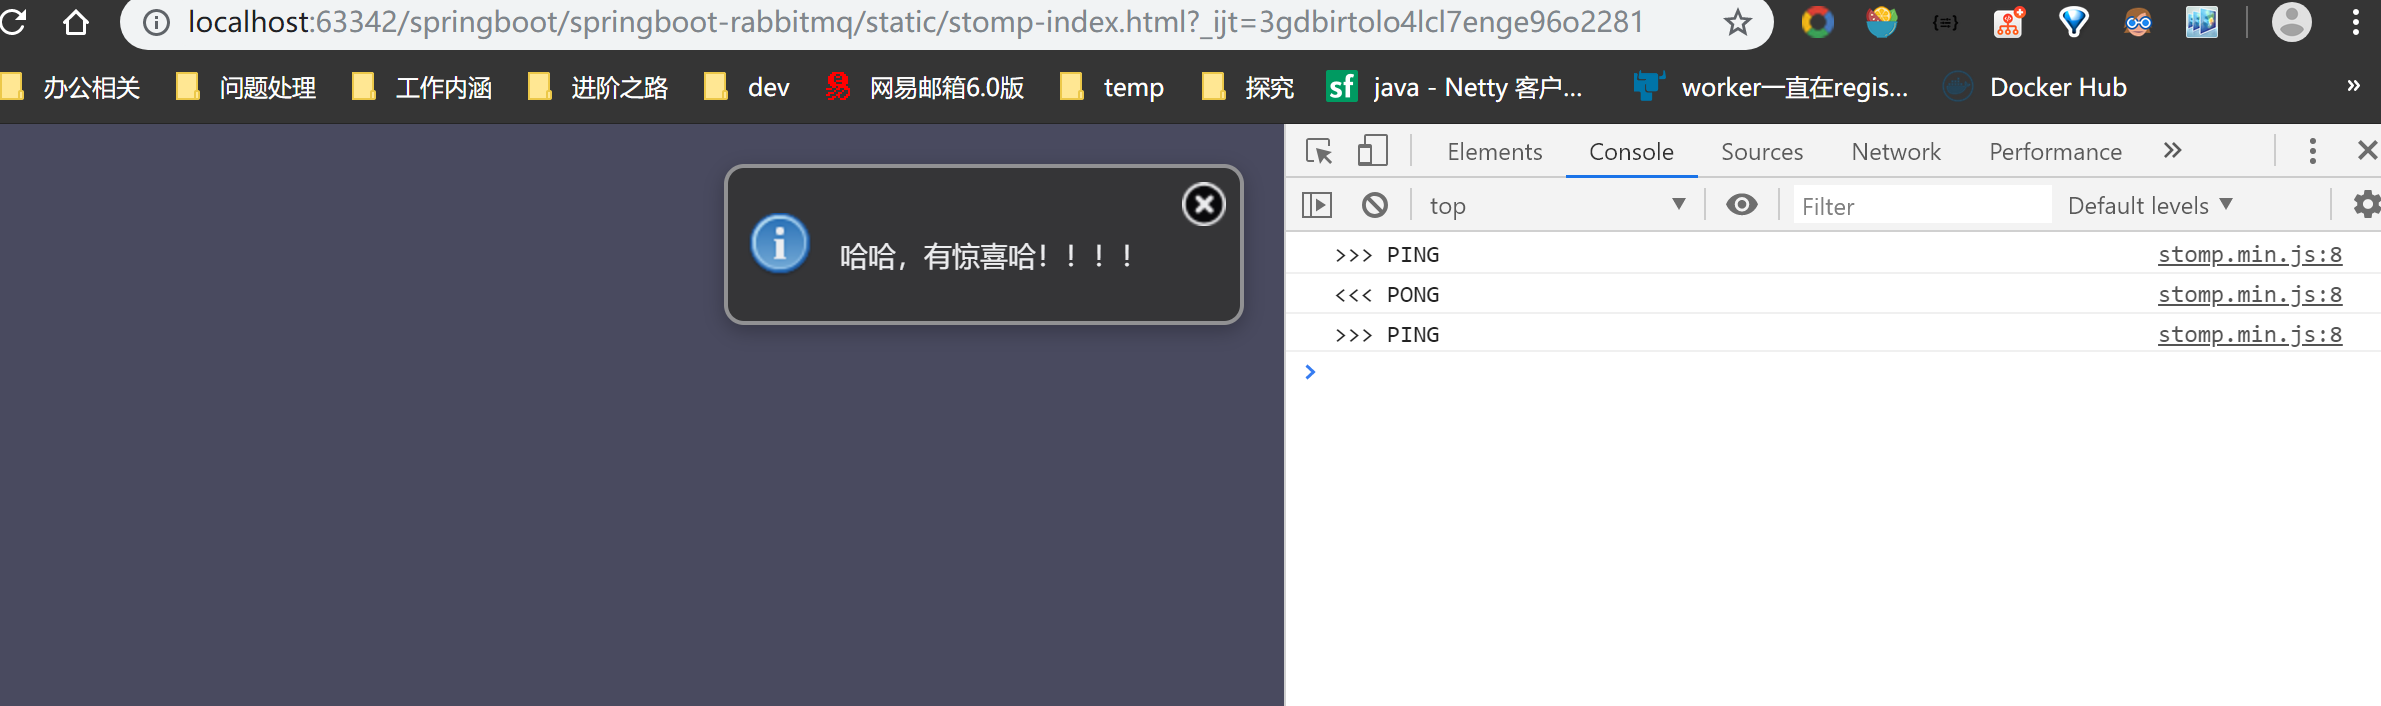 localhost:63342/springboot/springboot-rabbitmq/static/stomp-index.html?_ijt=3gdbirtolo4lcl7enge96o2281
办公相关 问题处理 工作内涵 进阶之路 dev 网易邮箱6.0版 temp 探究 sf java - Netty 客户... worker一直在regis... Docker Hub »
Elements Console Sources Network Performance »
top Filter Default levels
哈哈，有惊喜哈！！！！
>>> PING stomp.min.js:8
<<< PONG stomp.min.js:8
>>> PING stomp.min.js:8